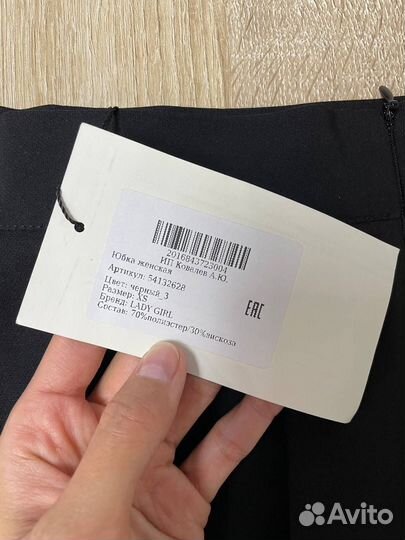 2016843723004
ИП Ковалев А.Ю.
Юбка женская
Артикул: 54132628
Цвет: черный_3
Размер: XS
Бренд: LADY GIRL
Состав: 70%полиэстер/30%вискоза
EAC
Avito